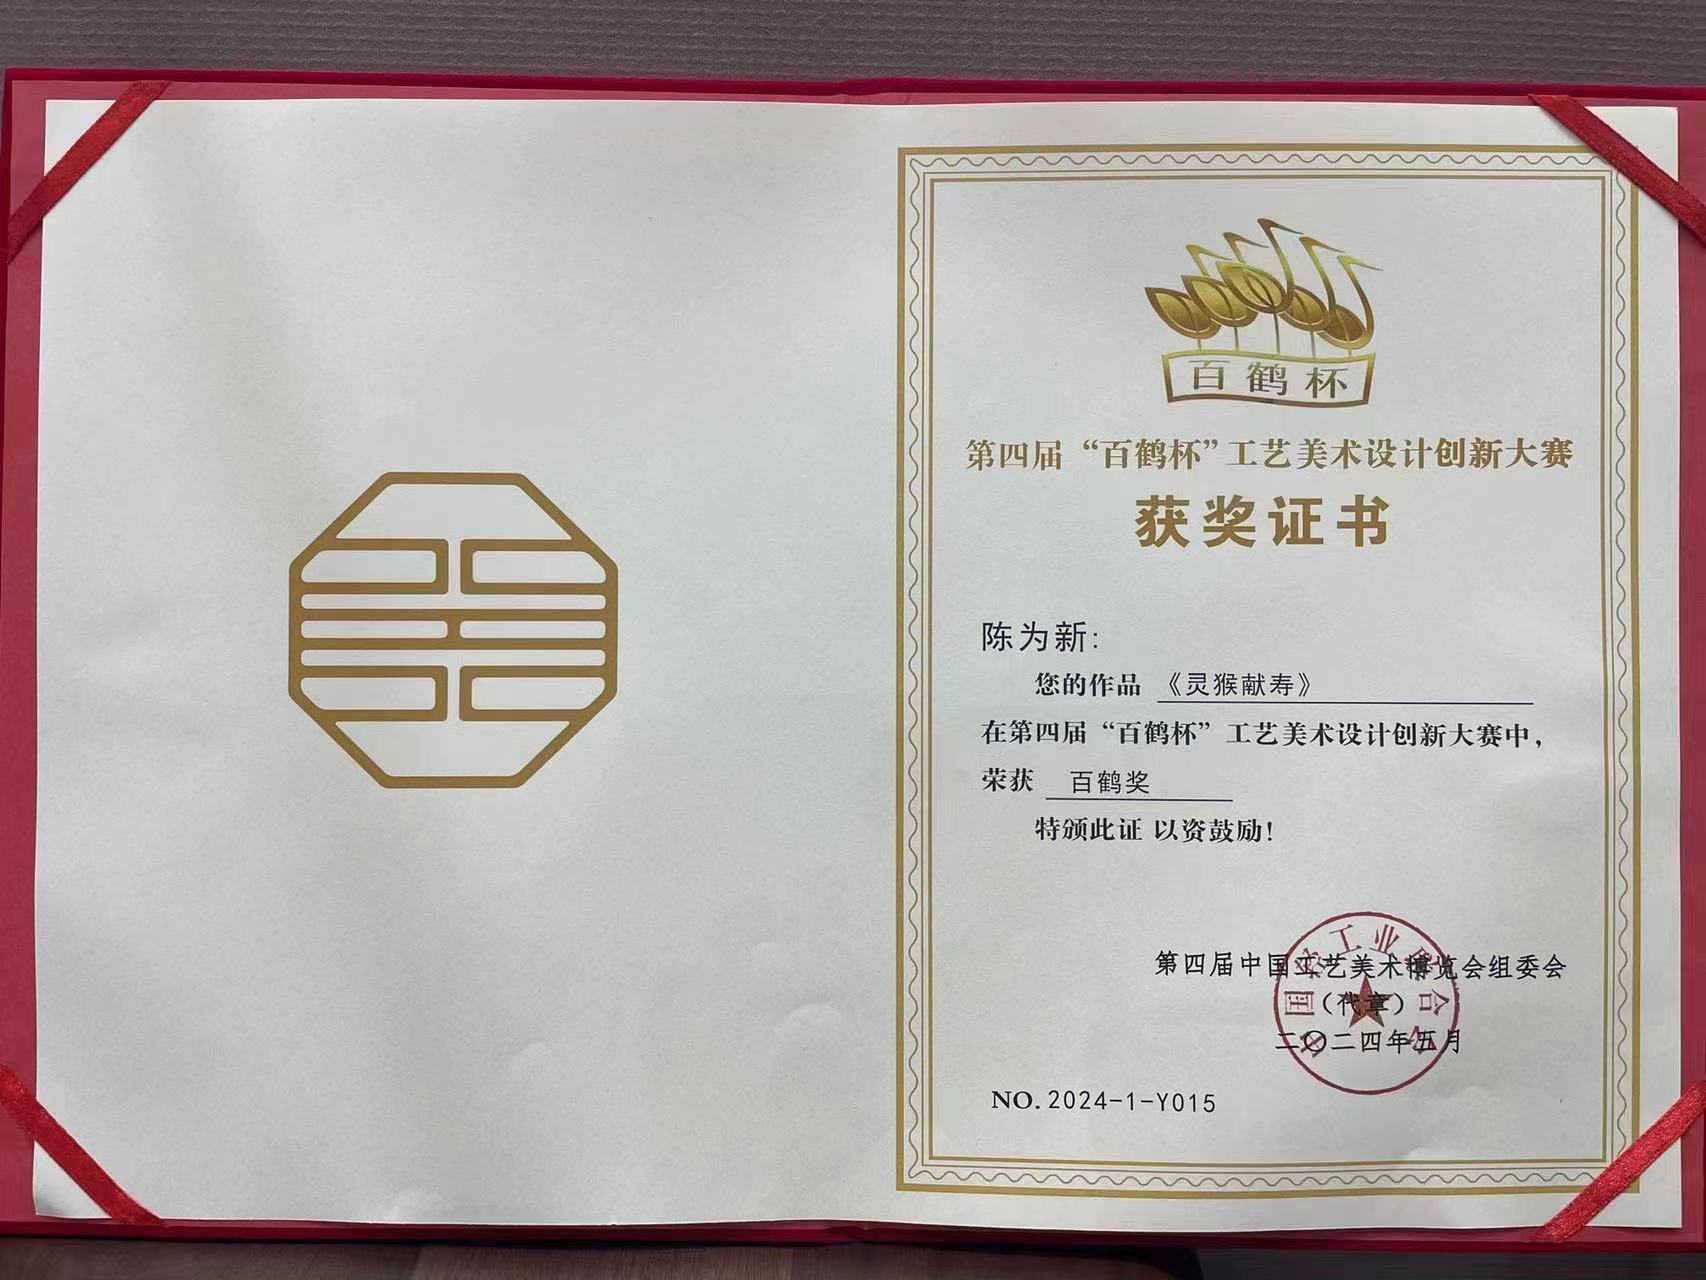 百鹤杯
第四届“百鹤杯”工艺美术设计创新大赛
获奖证书
陈为新:
您的作品 《灵猴献寿》
在第四届“百鹤杯”工艺美术设计创新大赛中，
荣获 百鹤奖
特颁此证 以资鼓励！
第四届中国工艺美术博览会组委会
（代章）
二〇二四年五月
NO. 2024-1-Y015